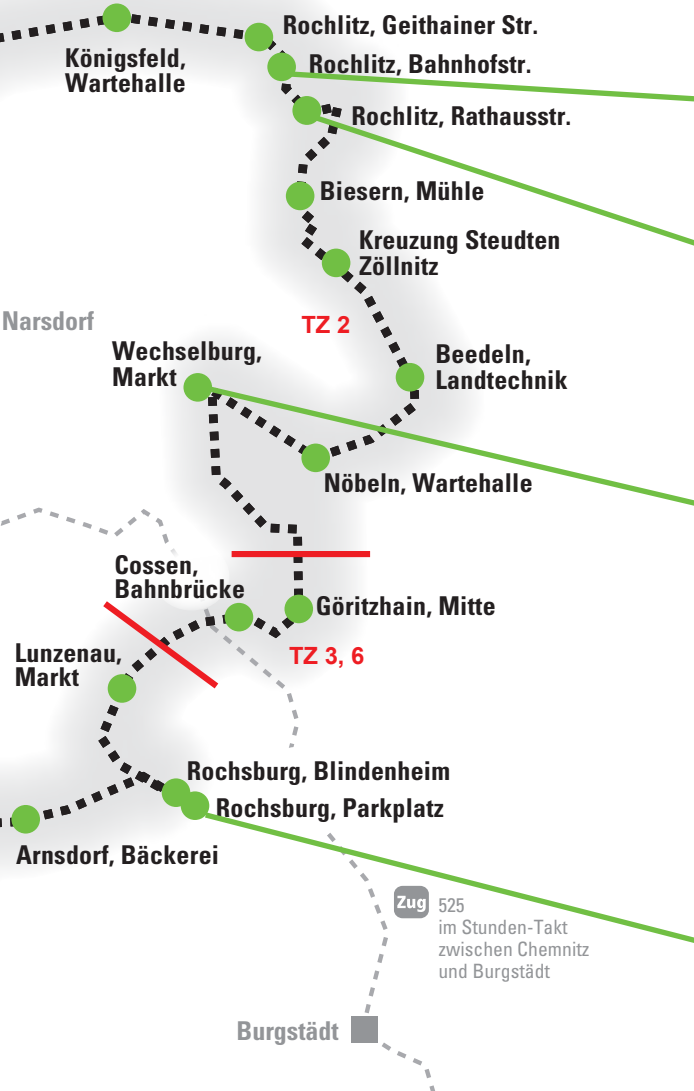 Rochlitz, Geithainer Str.
Königsfeld,
Wartehalle
Rochlitz, Bahnhofstr.
Rochlitz, Rathausstr.
Biesern, Mühle
Kreuzung Steudten
Zöllnitz
Narsdorf
TZ 2
Wechselburg,
Markt
Beedeln,
Landtechnik
Nöbeln, Wartehalle
Cossen,
Bahnbrücke
Göritzhain, Mitte
TZ 3, 6
Lunzenau,
Markt
Rochsburg, Blindenheim
Rochsburg, Parkplatz
Arnsdorf, Bäckerei
Zug 525
im Stunden-Takt
zwischen Chemnitz
und Burgstädt
Burgstädt